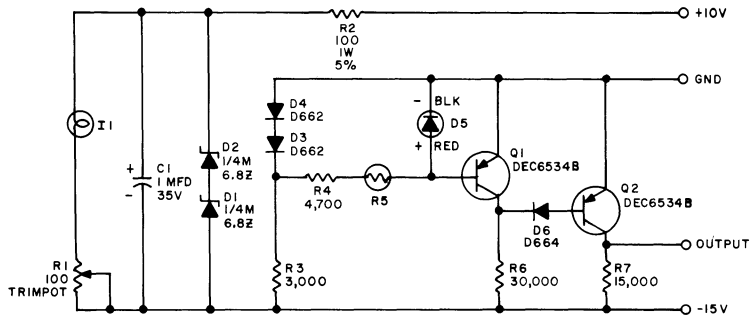 +10V
R2
100
1W
5%
GND
D4
D662
D3
D662
-
BLK
D5
+
RED
I1
+
C1
1 MFD
35V
-
D2
1/4M
6.8Z
D1
1/4M
6.8Z
R4
4,700
R5
Q1
DEC6534B
Q2
DEC6534B
D6
D664
OUTPUT
R1
100
TRIMPOT
R3
3,000
R6
30,000
R7
15,000
-15V